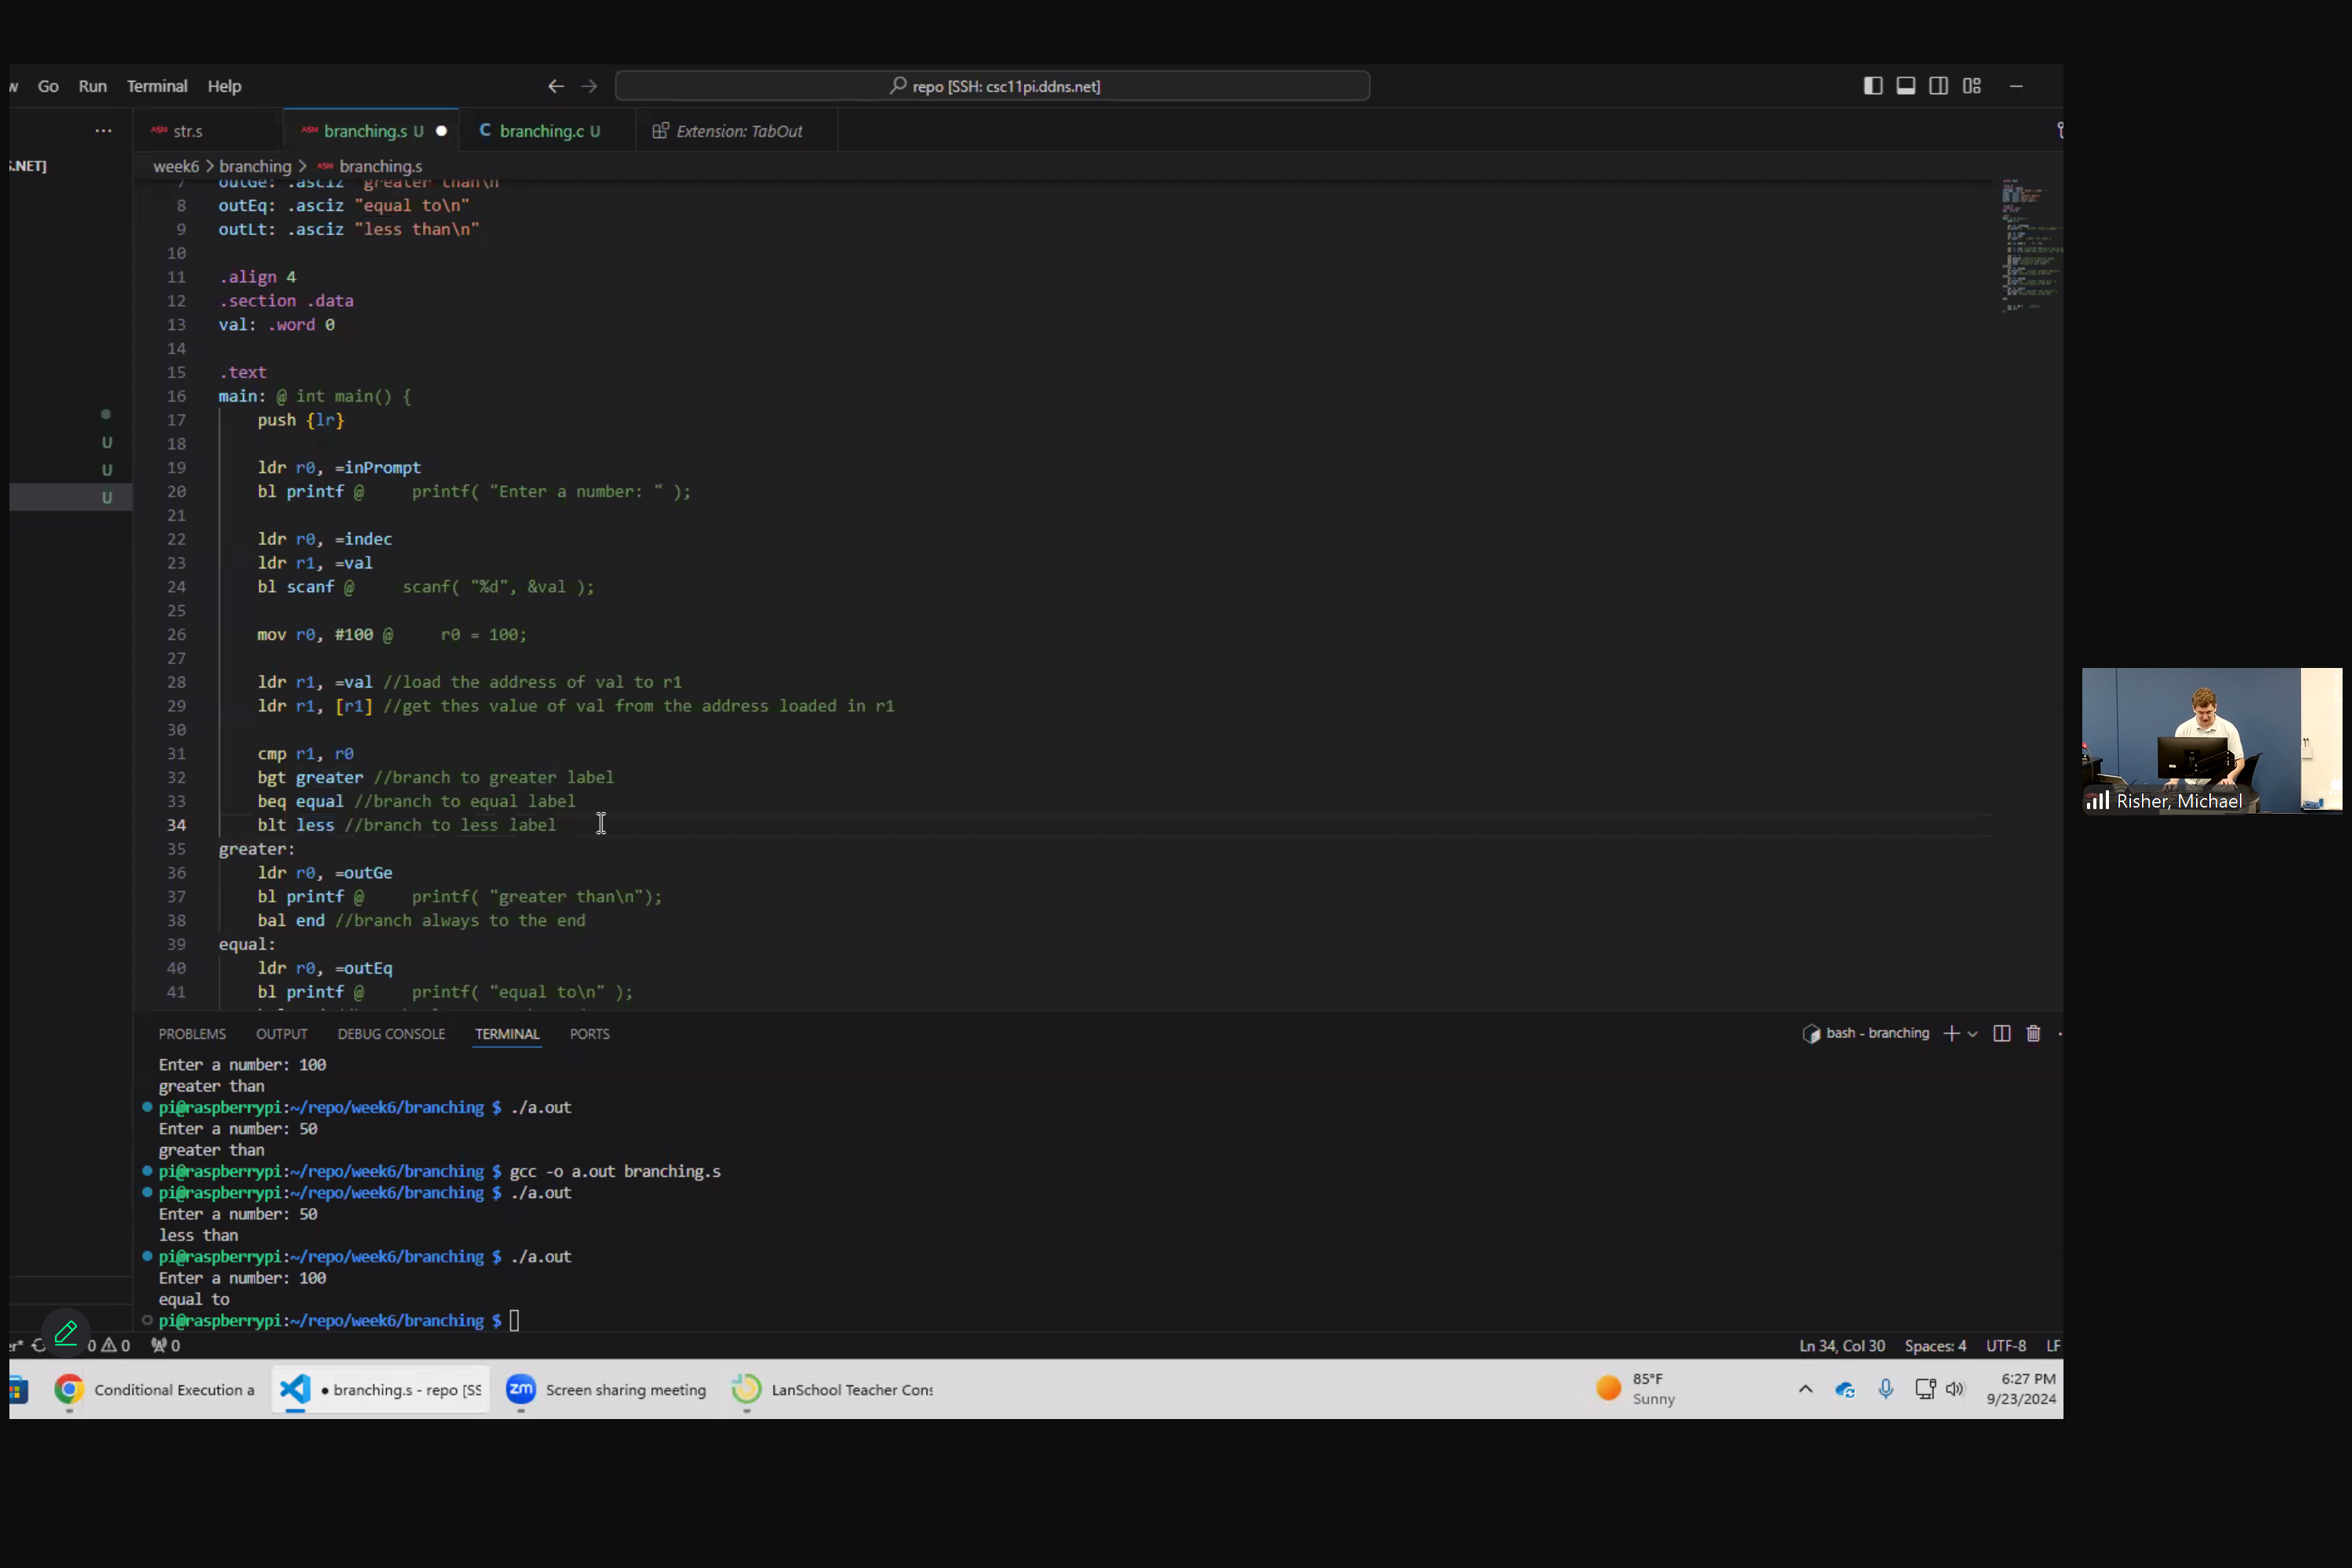 w Go Run Terminal Help
repo [SSH: csc11pi.ddns.net]
ASM str.s
ASM branching.s U
C branching.c U
Extension: TabOut
S.NET]
week6 > branching > ASM branching.s
7 outGe: .asciz "greater than\n"
8 outEq: .asciz "equal to\n"
9 outLt: .asciz "less than\n"
10
11 .align 4
12 .section .data
13 val: .word 0
14
15 .text
16 main: @ int main() {
17 push {lr}
18
19 ldr r0, =inPrompt
20 bl printf @ printf( "Enter a number: " );
21
22 ldr r0, =indec
23 ldr r1, =val
24 bl scanf @ scanf( "%d", &val );
25
26 mov r0, #100 @ r0 = 100;
27
28 ldr r1, =val //load the address of val to r1
29 ldr r1, [r1] //get thes value of val from the address loaded in r1
30
31 cmp r1, r0
32 bgt greater //branch to greater label
33 beq equal //branch to equal label
34 blt less //branch to less label
35 greater:
36 ldr r0, =outGe
37 bl printf @ printf( "greater than\n");
38 bal end //branch always to the end
39 equal:
40 ldr r0, =outEq
41 bl printf @ printf( "equal to\n" );
U
U
U
PROBLEMS OUTPUT DEBUG CONSOLE TERMINAL PORTS
bash - branching
Enter a number: 100
greater than
pi@raspberrypi:~/repo/week6/branching $ ./a.out
Enter a number: 50
greater than
pi@raspberrypi:~/repo/week6/branching $ gcc -o a.out branching.s
pi@raspberrypi:~/repo/week6/branching $ ./a.out
Enter a number: 50
less than
pi@raspberrypi:~/repo/week6/branching $ ./a.out
Enter a number: 100
equal to
pi@raspberrypi:~/repo/week6/branching $
er* 0 0 0
Ln 34, Col 30 Spaces: 4 UTF-8 LF
Conditional Execution a
branching.s - repo [SS
zm Screen sharing meeting
LanSchool Teacher Cons
85°F
Sunny
6:27 PM
9/23/2024
Risher, Michael